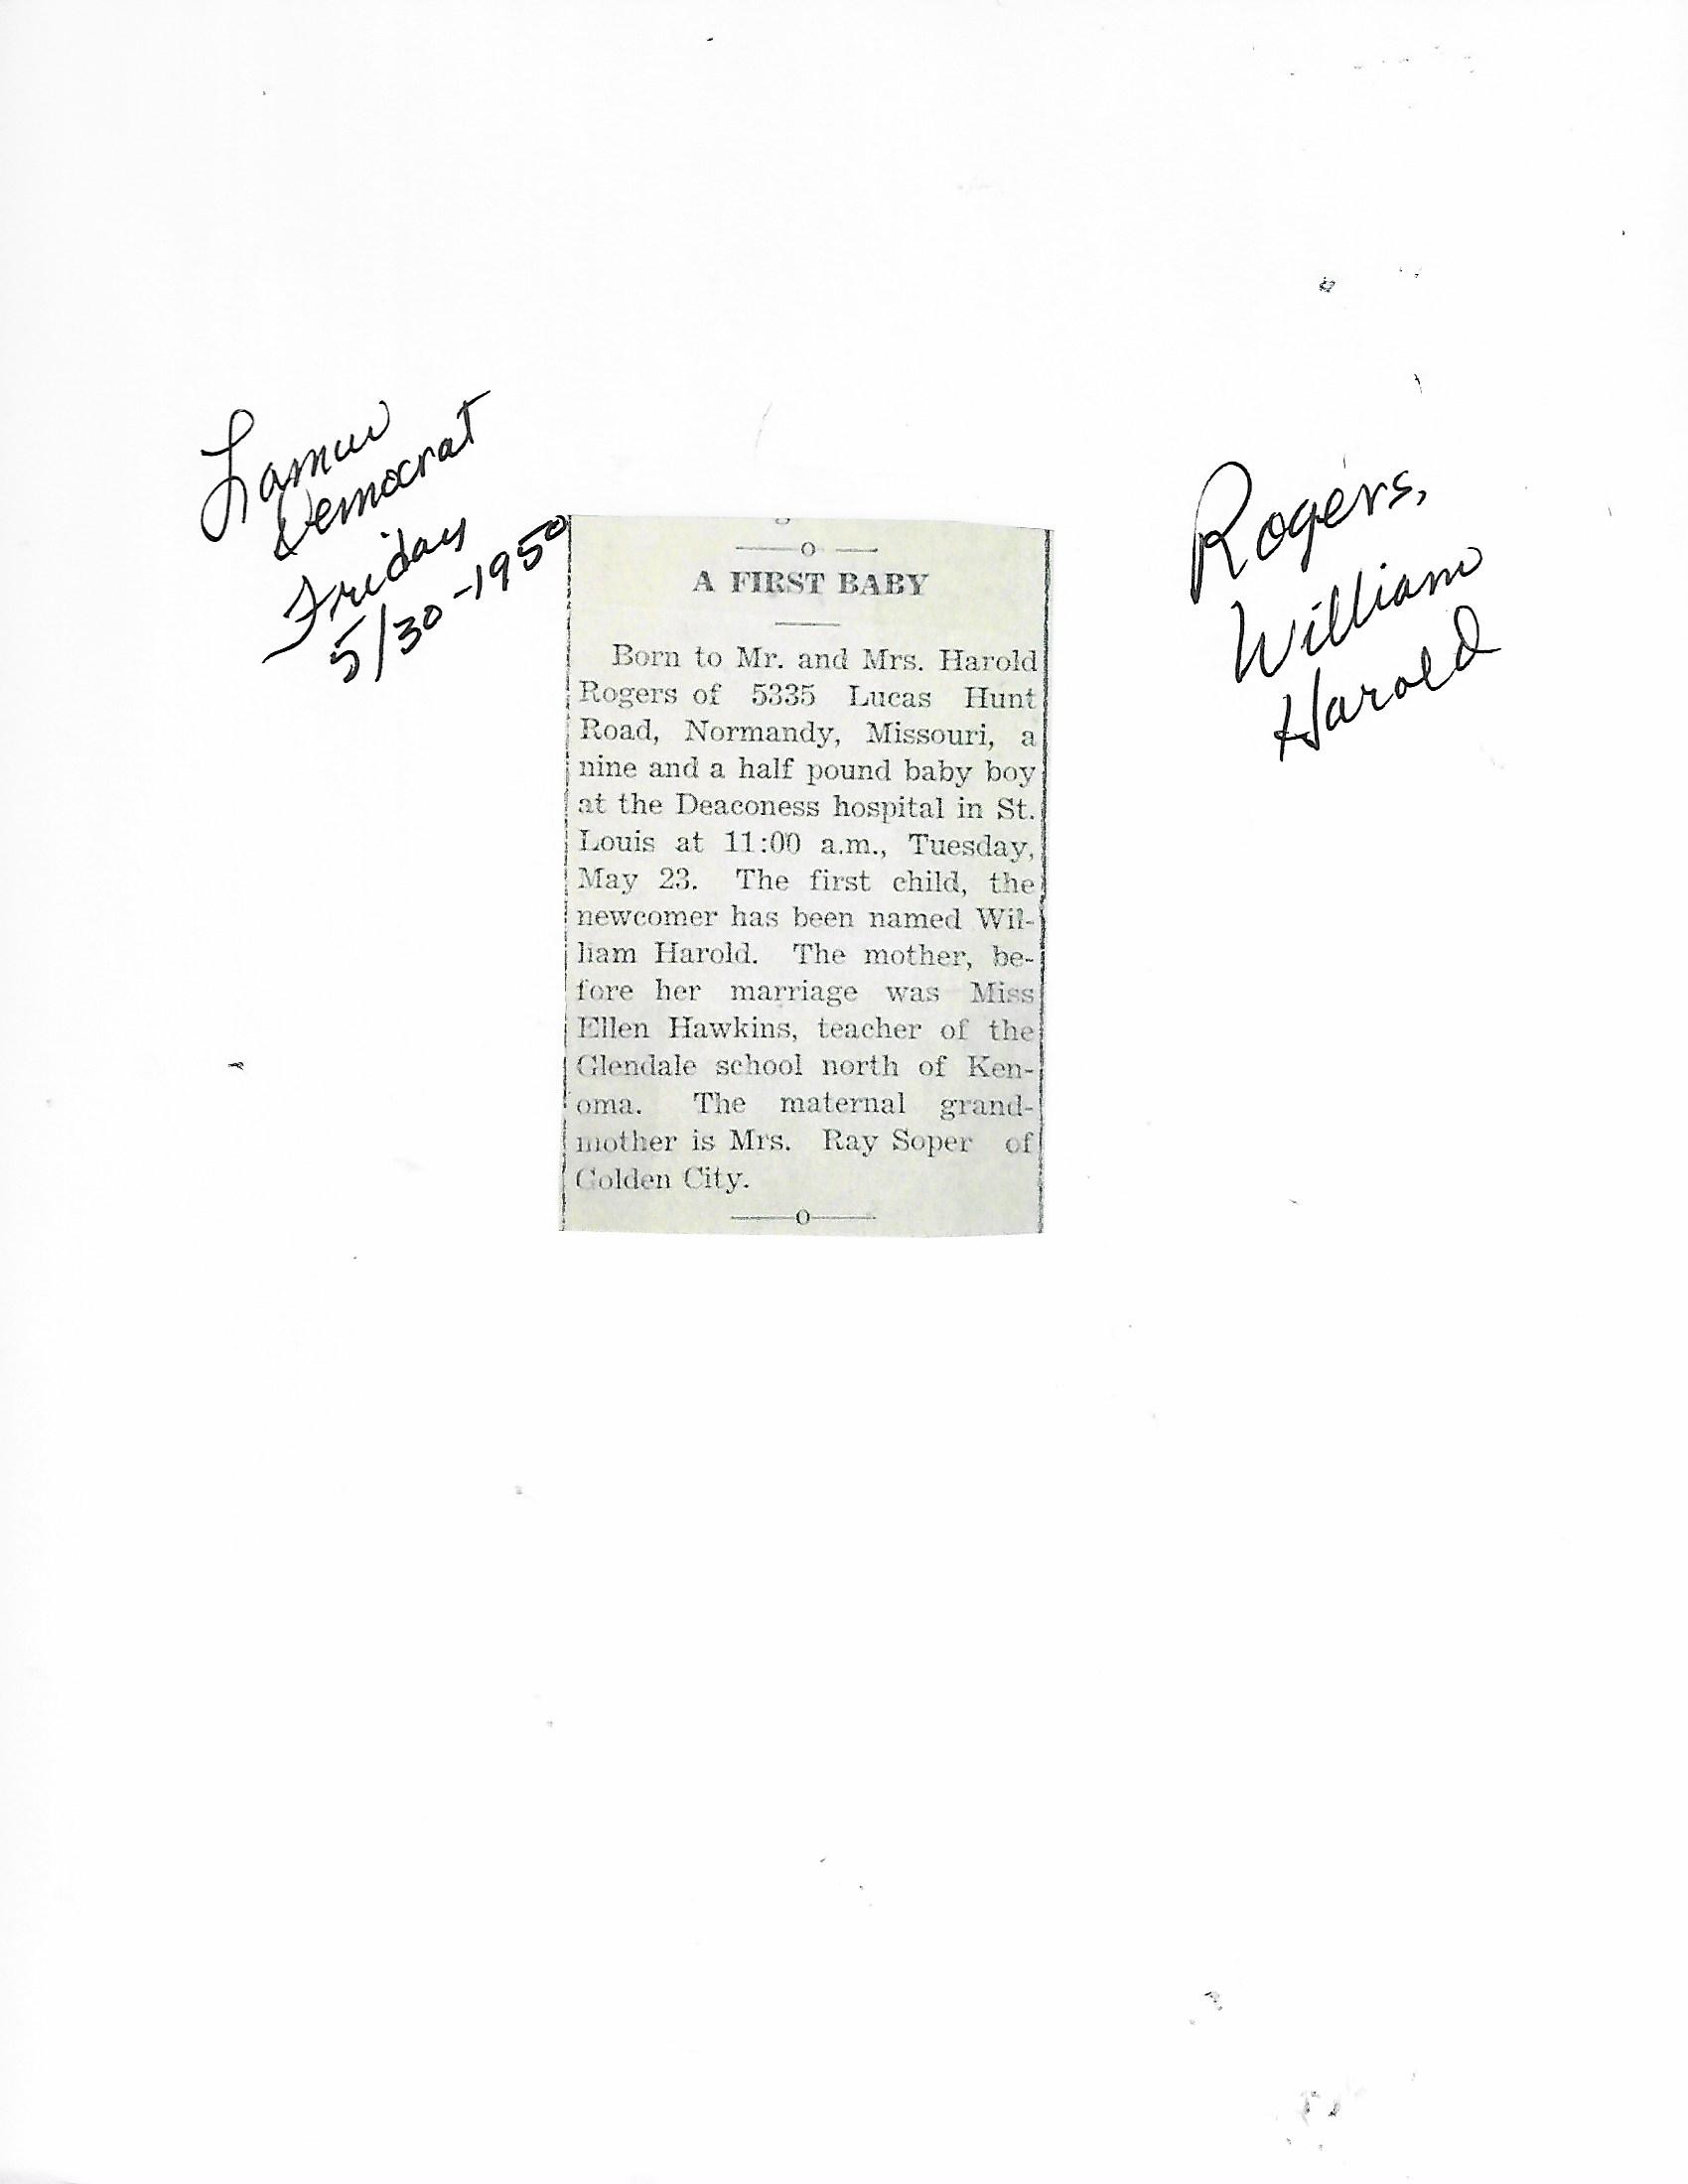 Lamar
Democrat
Friday
5/30-1950
Rogers,
William
Harold
—o—
A FIRST BABY
Born to Mr. and Mrs. Harold
Rogers of 5335 Lucas Hunt
Road, Normandy, Missouri, a
nine and a half pound baby boy
at the Deaconess hospital in St.
Louis at 11:00 a.m., Tuesday,
May 23. The first child, the
newcomer has been named Wil-
liam Harold. The mother, be-
fore her marriage was Miss
Ellen Hawkins, teacher of the
Glendale school north of Ken-
oma. The maternal grand-
mother is Mrs. Ray Soper of
Golden City.
—o—